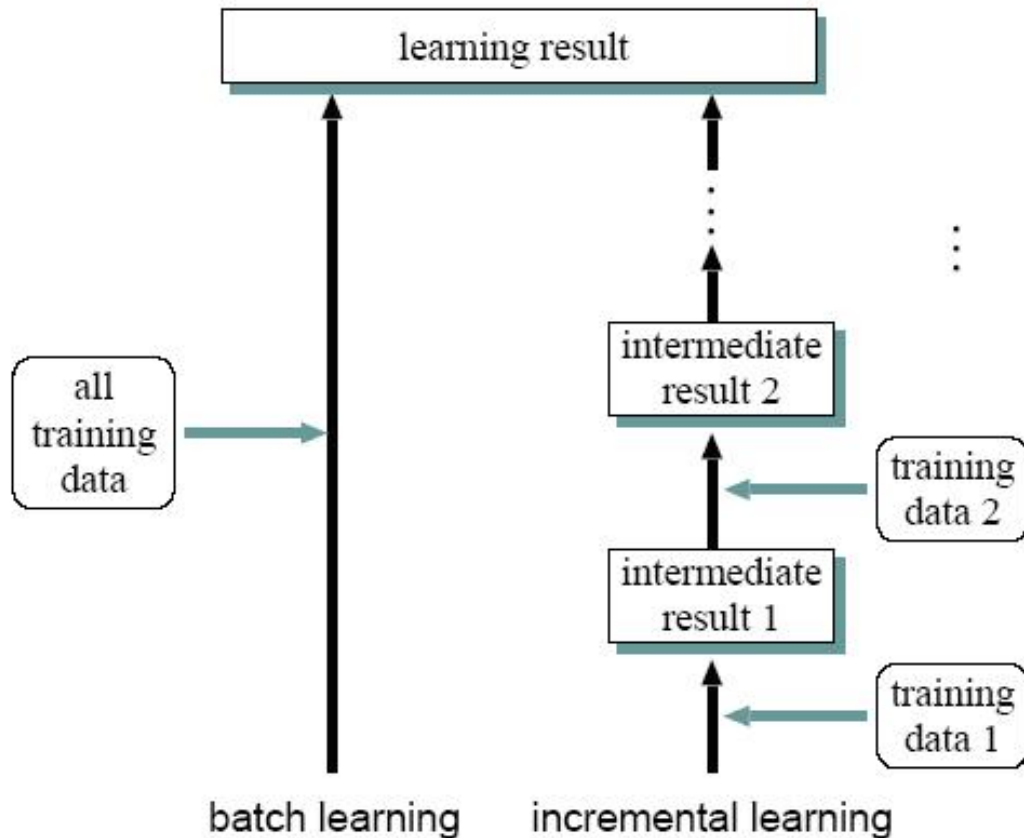 learning result
all
training
data
intermediate
result 2
training
data 2
intermediate
result 1
training
data 1
batch learning
incremental learning